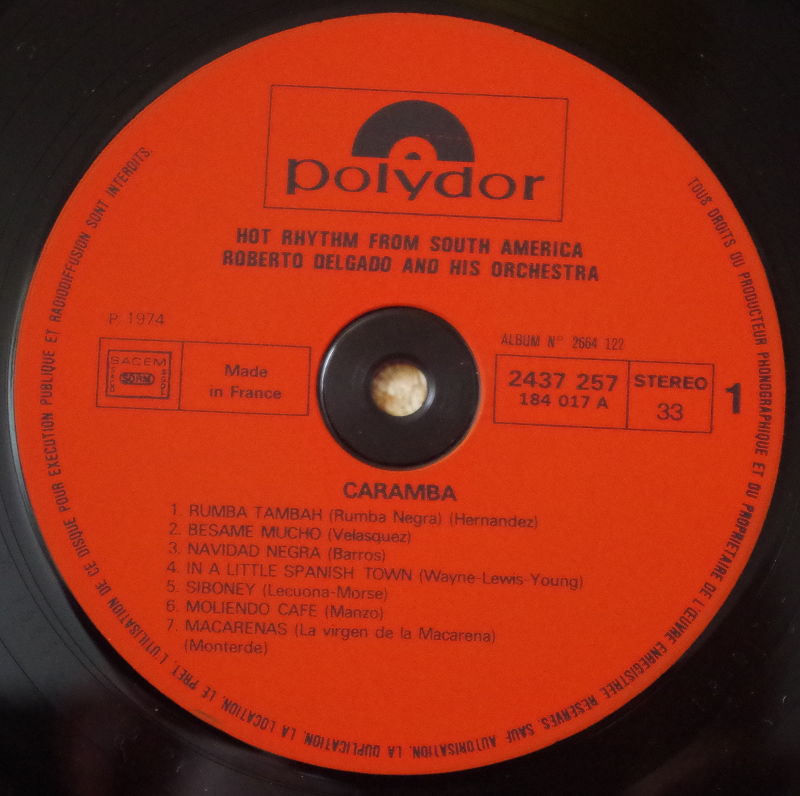 polydor
HOT RHYTHM FROM SOUTH AMERICA
ROBERTO DELGADO AND HIS ORCHESTRA
P. 1974
SACEM
SDRM
Made
in France
ALBUM N° 2664 122
2437 257
184 017 A
STEREO
33
1
CARAMBA
1. RUMBA TAMBAH (Rumba Negra) (Hernandez)
2. BESAME MUCHO (Velasquez)
3. NAVIDAD NEGRA (Barros)
4. IN A LITTLE SPANISH TOWN (Wayne-Lewis-Young)
5. SIBONEY (Lecuona-Morse)
6. MOLIENDO CAFE (Manzo)
7. MACARENAS (La virgen de la Macarena)
(Monterde)
TOUS DROITS DU PRODUCTEUR PHONOGRAPHIQUE ET DU PROPRIETAIRE DE L'ŒUVRE ENREGISTREE RESERVES. SAUF AUTORISATION, LA DUPLICATION, LA LOCATION, LE PRET, L'UTILISATION DE CE DISQUE POUR EXECUTION PUBLIQUE ET RADIODIFFUSION SONT INTERDITS.